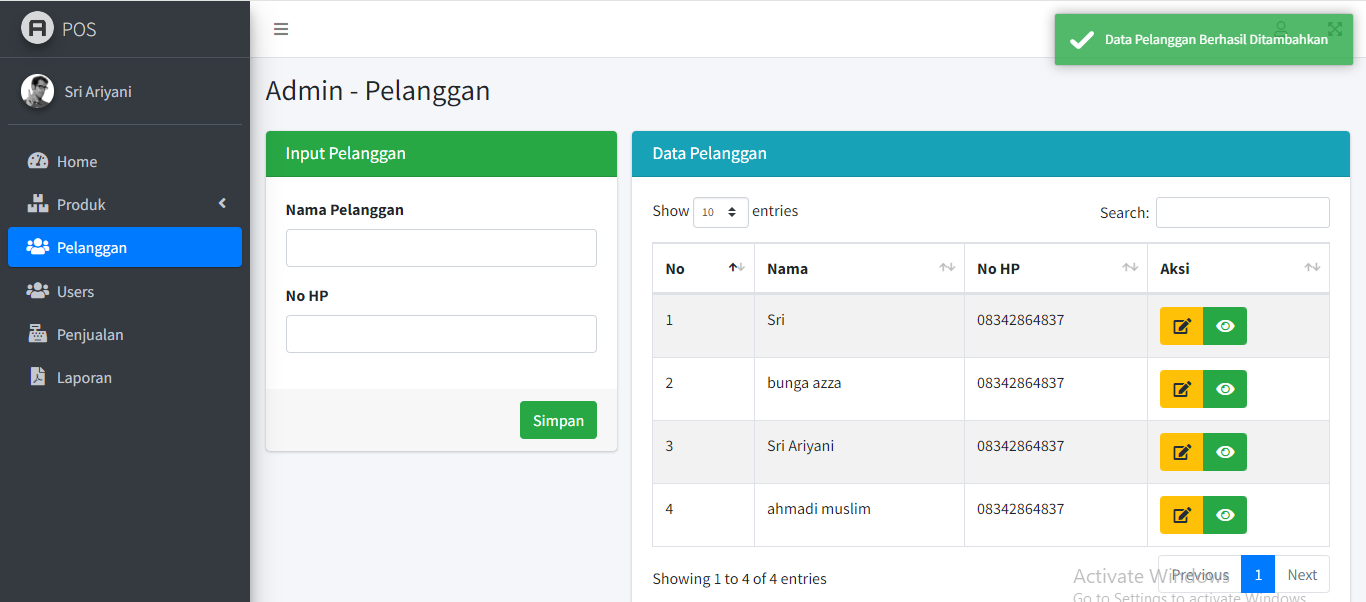 POS
Data Pelanggan Berhasil Ditambahkan
Sri Ariyani
Home
Produk
Pelanggan
Users
Penjualan
Laporan
Admin - Pelanggan
Input Pelanggan
Nama Pelanggan
No HP
Simpan
Data Pelanggan
Show 10 entries Search:
No Nama No HP Aksi
1 Sri 08342864837
2 bunga azza 08342864837
3 Sri Ariyani 08342864837
4 ahmadi muslim 08342864837
Showing 1 to 4 of 4 entries
Previous 1 Next
Activate Windows
Go to Settings to activate Windows.